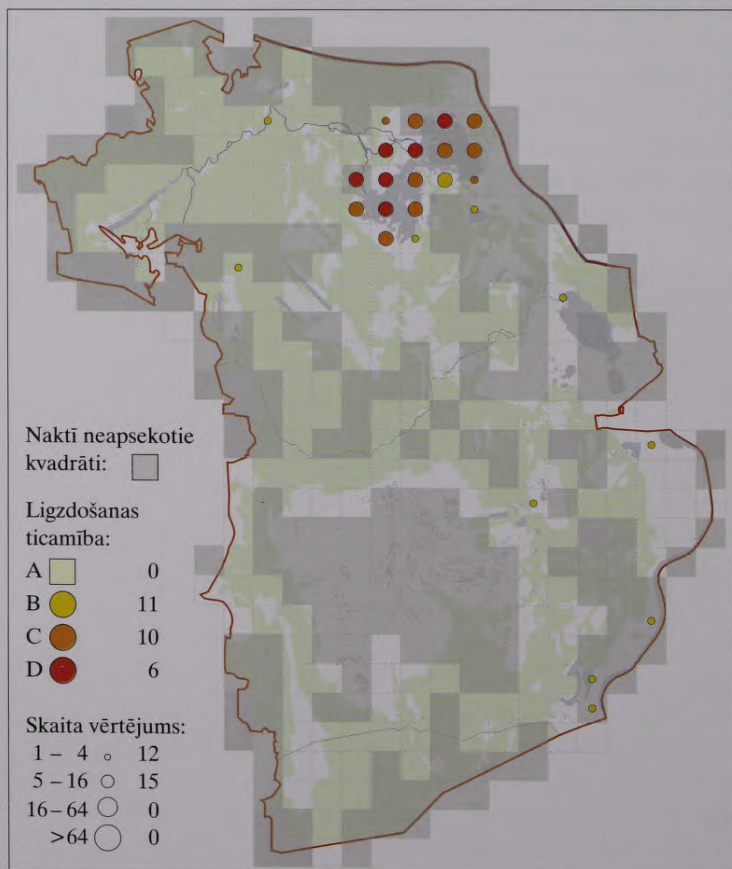 Naktī neapsekotie
kvadrāti:
Ligzdošanas
ticamība:
A 0
B 11
C 10
D 6
Skaita vērtējums:
1 – 4 12
5 – 16 15
16 – 64 0
>64 0